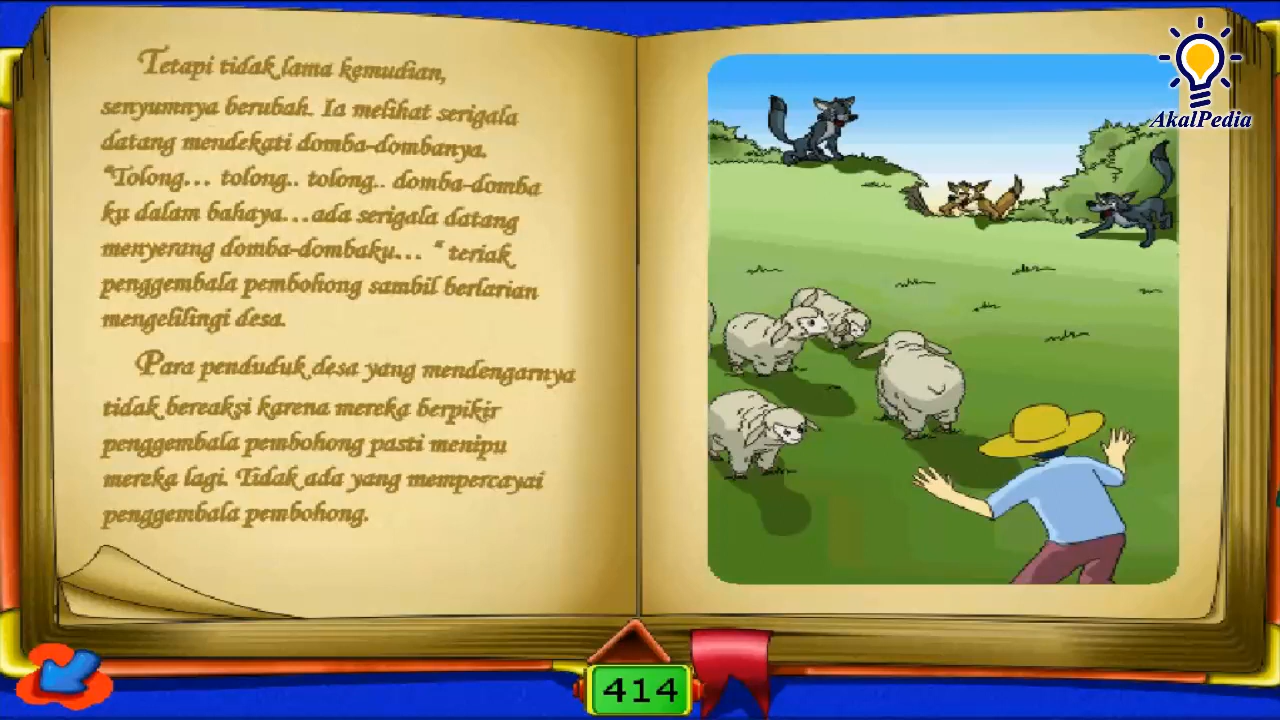 Tetapi tidak lama kemudian,
senyumnya berubah. Ia melihat serigala
datang mendekati domba-dombanya.
"Tolong... tolong.. tolong.. domba-domba
ku dalam bahaya...ada serigala datang
menyerang domba-dombaku... " teriak
penggembala pembohong sambil berlarian
mengelilingi desa.
Para penduduk desa yang mendengarnya
tidak bereaksi karena mereka berpikir
penggembala pembohong pasti menipu
mereka lagi. Tidak ada yang mempercayai
penggembala pembohong.
AkalPedia
414